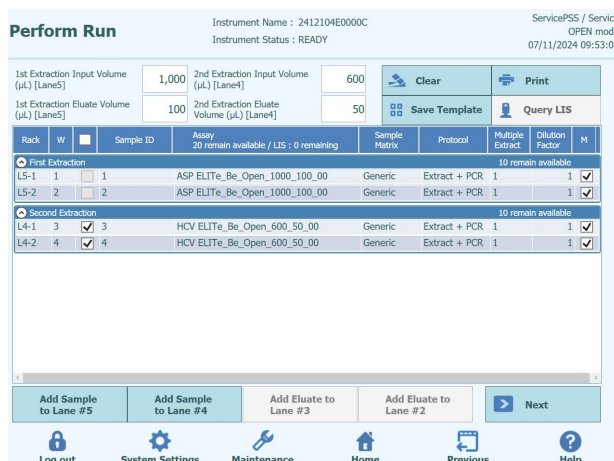 Perform Run
Instrument Name : 2412104E0000C
Instrument Status : READY
ServicePSS / Servic
OPEN mod
07/11/2024 09:53:0
1st Extraction Input Volume (µL) [Lane5] 1,000 2nd Extraction Input Volume (µL) [Lane4] 600 Clear Print
1st Extraction Eluate Volume (µL) [Lane5] 100 2nd Extraction Eluate Volume (µL) [Lane4] 50 Save Template Query LIS
Rack W Sample ID Assay 20 remain available / LIS : 0 remaining Sample Matrix Protocol Multiple Extract Dilution Factor M
First Extraction 10 remain available
L5-1 1 1 ASP ELITe_Be_Open_1000_100_00 Generic Extract + PCR 1 1
L5-2 2 2 ASP ELITe_Be_Open_1000_100_00 Generic Extract + PCR 1 1
Second Extraction 10 remain available
L4-1 3 3 HCV ELITe_Be_Open_600_50_00 Generic Extract + PCR 1 1
L4-2 4 4 HCV ELITe_Be_Open_600_50_00 Generic Extract + PCR 1 1
Add Sample to Lane #5 Add Sample to Lane #4 Add Eluate to Lane #3 Add Eluate to Lane #2 Next
Log out System Settings Maintenance Home Previous Help